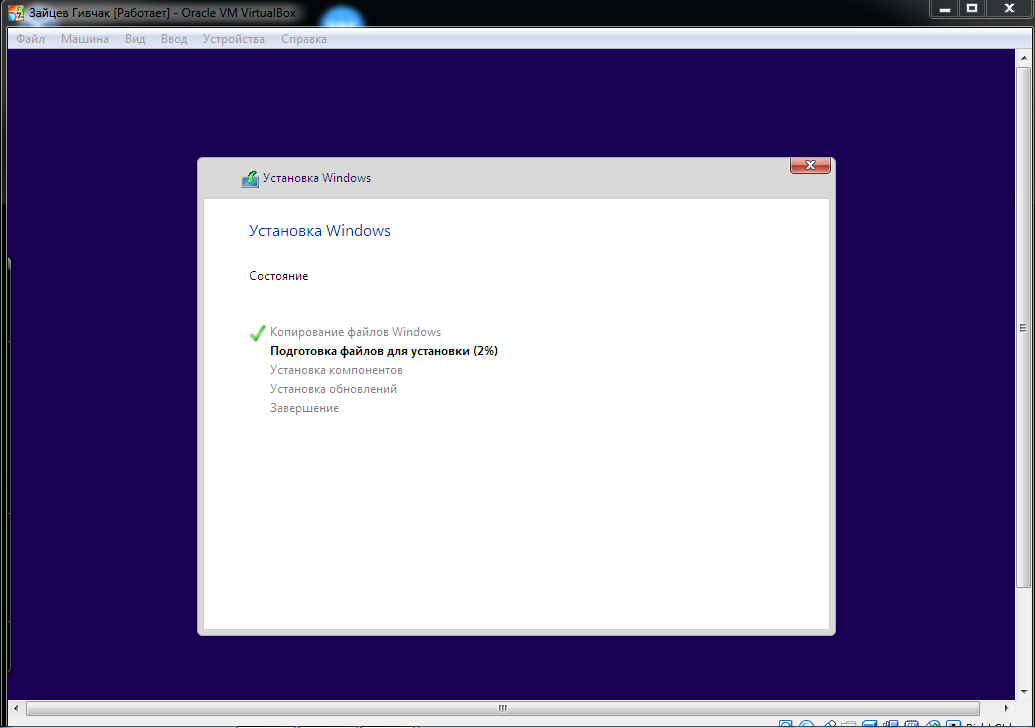 Зайцев Гивчак [Работает] - Oracle VM VirtualBox
Файл Машина Вид Ввод Устройства Справка
Установка Windows
Установка Windows
Состояние
Копирование файлов Windows
Подготовка файлов для установки (2%)
Установка компонентов
Установка обновлений
Завершение